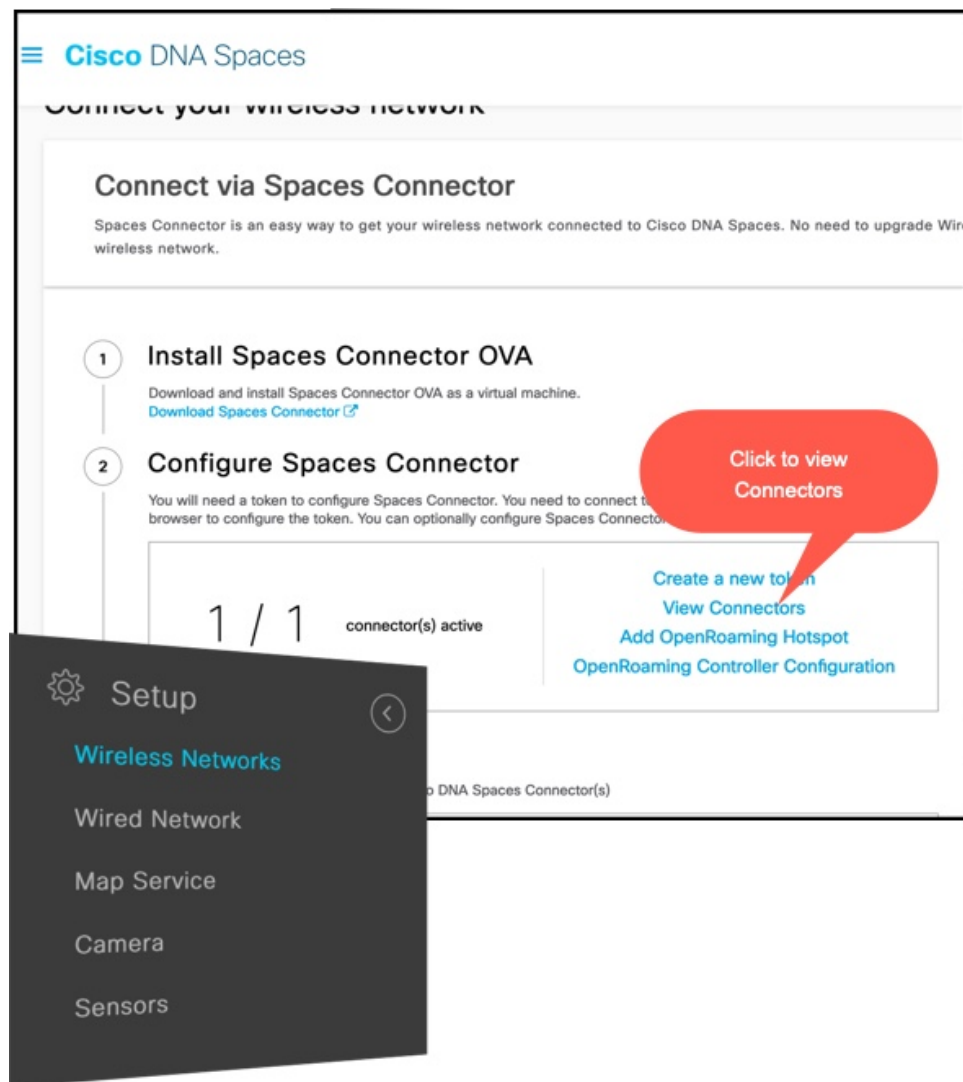 Cisco DNA Spaces
Connect your wireless network
Connect via Spaces Connector
Spaces Connector is an easy way to get your wireless network connected to Cisco DNA Spaces. No need to upgrade
wireless network.
1
Install Spaces Connector OVA
Download and install Spaces Connector OVA as a virtual machine.
Download Spaces Connector
2
Configure Spaces Connector
You will need a token to configure Spaces Connector. You need to connect
browser to configure the token. You can optionally configure Spaces Connector
Click to view
Connectors
1 / 1
connector(s) active
Create a new token
View Connectors
Add OpenRoaming Hotspot
OpenRoaming Controller Configuration
DNA Spaces Connector(s)
Setup
Wireless Networks
Wired Network
Map Service
Camera
Sensors